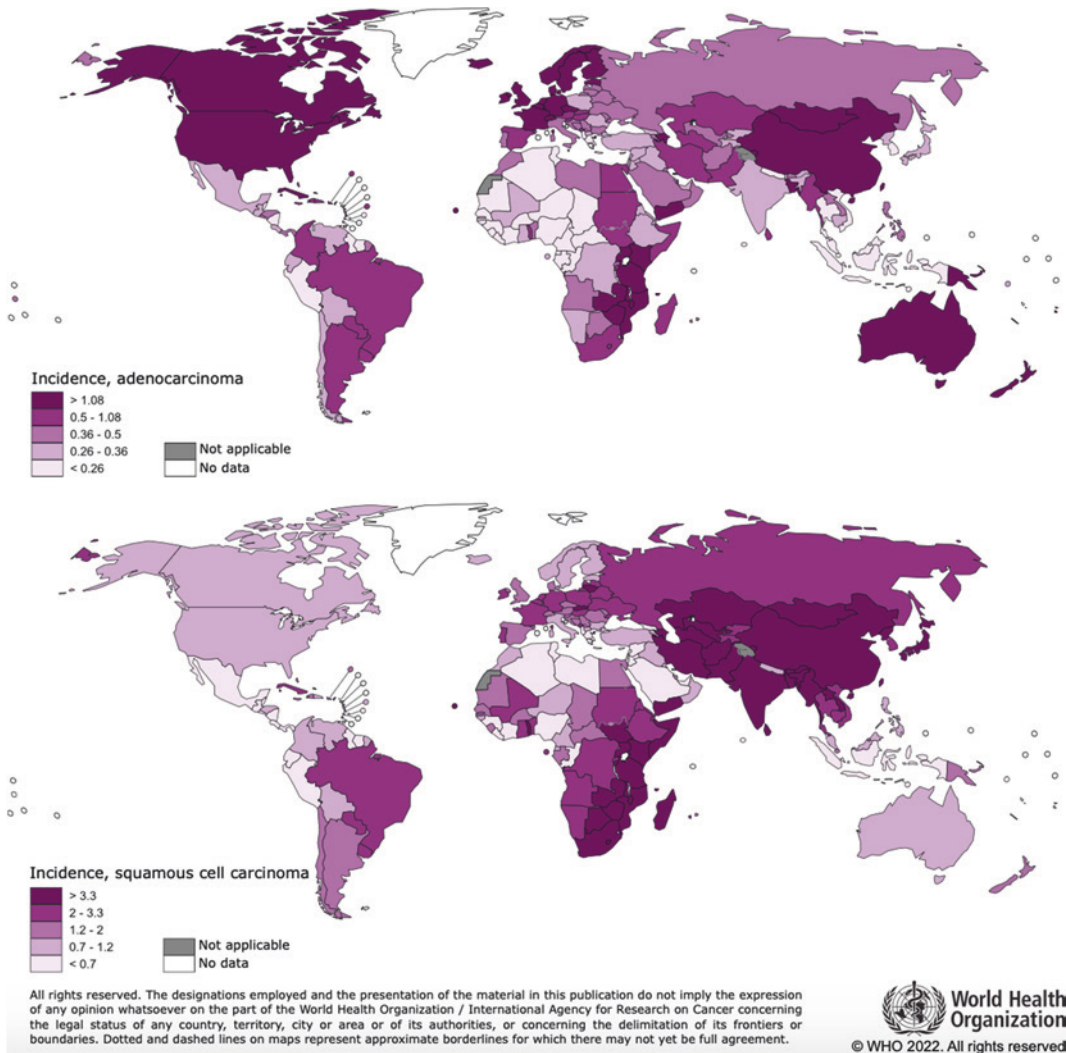 Incidence, adenocarcinoma
> 1.08
0.5 - 1.08
0.36 - 0.5
0.26 - 0.36
< 0.26
Not applicable
No data
Incidence, squamous cell carcinoma
> 3.3
2 - 3.3
1.2 - 2
0.7 - 1.2
< 0.7
Not applicable
No data
All rights reserved. The designations employed and the presentation of the material in this publication do not imply the expression
of any opinion whatsoever on the part of the World Health Organization / International Agency for Research on Cancer concerning
the legal status of any country, territory, city or area or of its authorities, or concerning the delimitation of its frontiers or
boundaries. Dotted and dashed lines on maps represent approximate borderlines for which there may not yet be full agreement.
World Health
Organization
© WHO 2022. All rights reserved